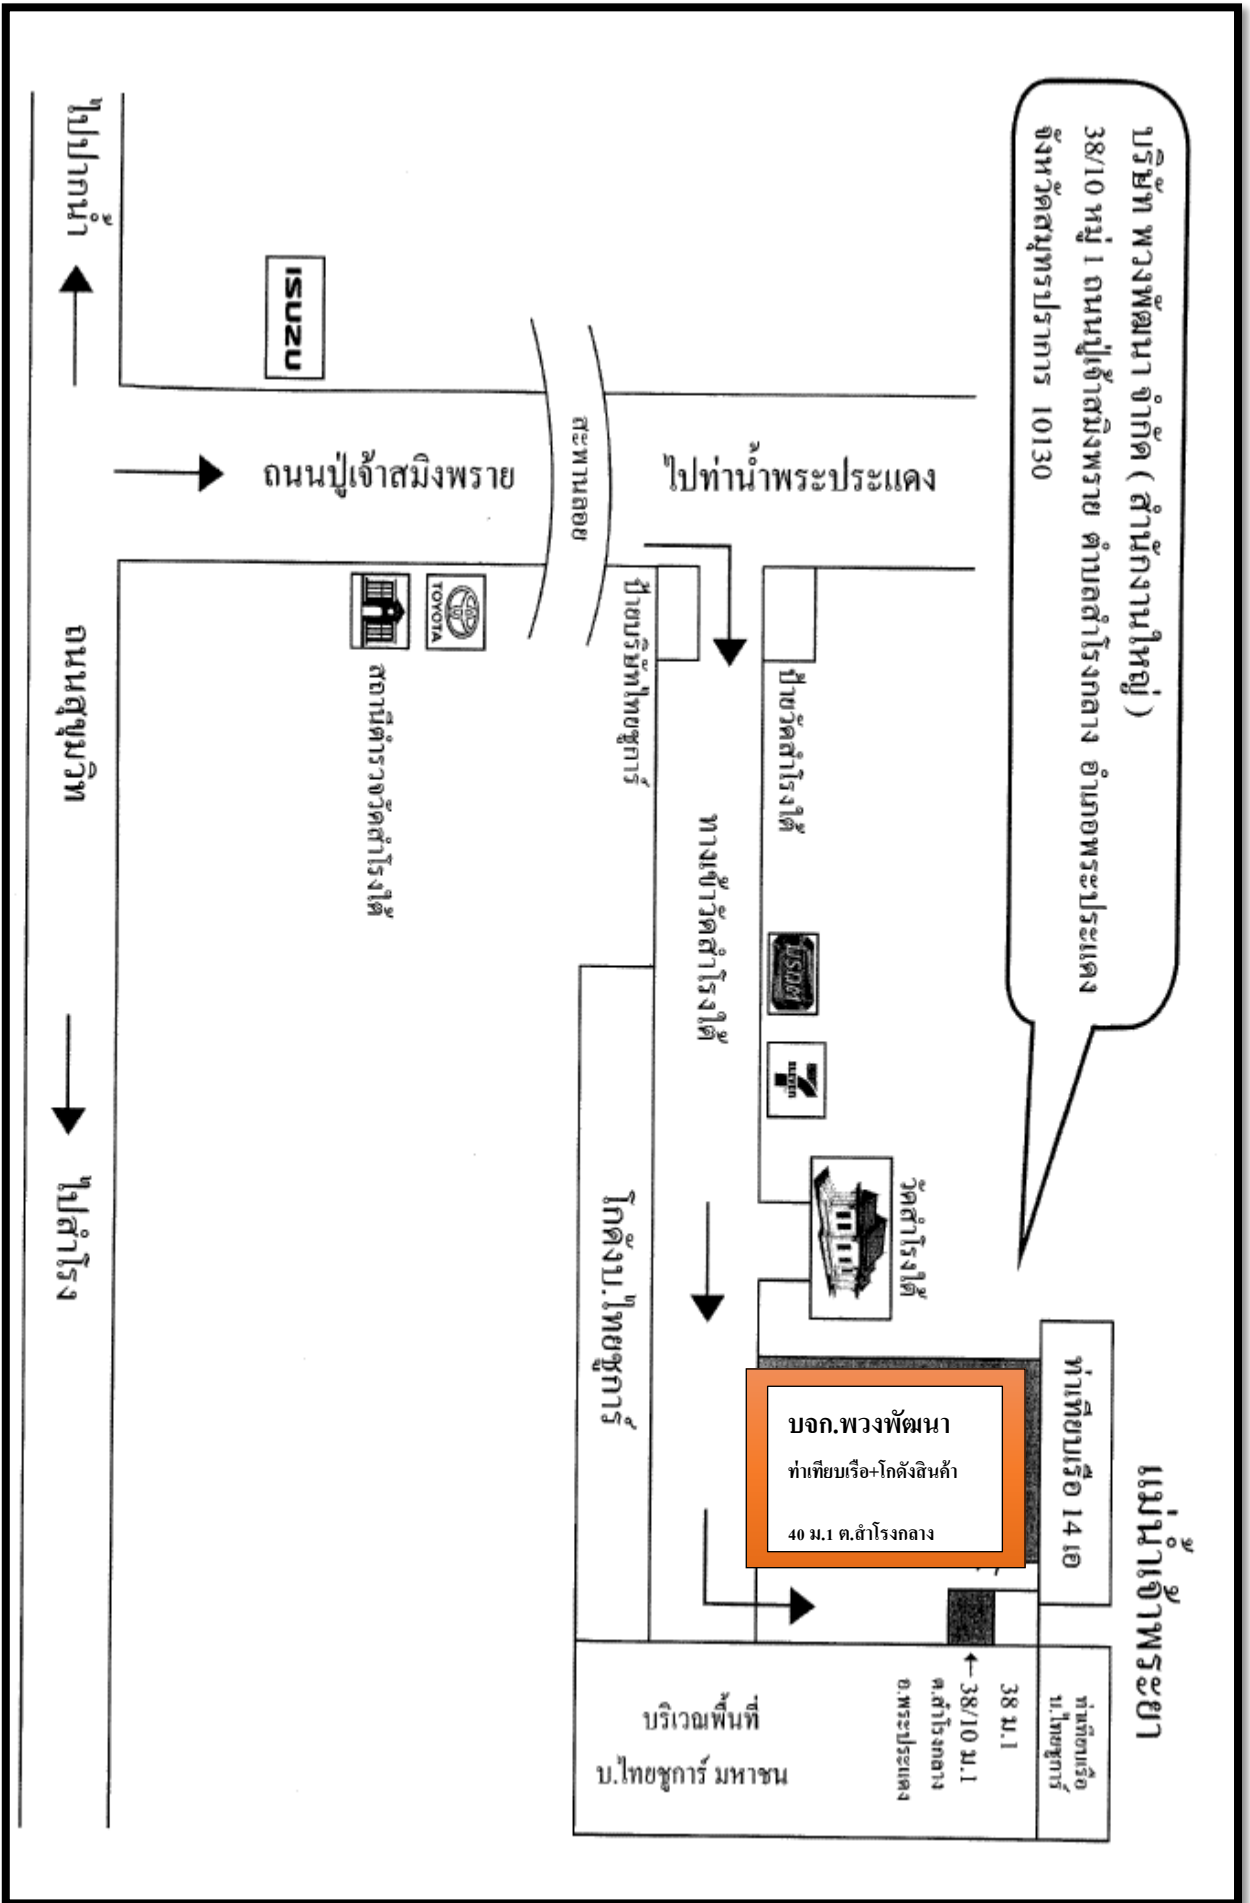 บริษัท พวงพัฒนา จำกัด ( สำนักงานใหญ่ )
38/10 หมู่ 1 ถนนปู่เจ้าสมิงพราย ตำบลสำโรงกลาง อำเภอพระประแดง
จังหวัดสมุทรปราการ 10130
แม่น้ำเจ้าพระยา
ท่าเทียบเรือ 14 เอ
ท่าเทียบเรือ
บ.ไทยชูการ์
38 ม.1
38/10 ม.1
ต.สำโรงกลาง
อ.พระประแดง
บจก.พวงพัฒนา
ท่าเทียบเรือ+โกดังสินค้า
40 ม.1 ต.สำโรงกลาง
วัดสำโรงใต้
บริเวณพื้นที่
บ.ไทยชูการ์ มหาชน
ELEVEN
ป้ายวัดสำโรงใต้
ทางเข้าวัดสำโรงใต้
ป้ายบริษัทไทยชูการ์
โกดังบ.ไทยชูการ์
ไปท่าน้ำพระประแดง
สะพานลอย
ถนนปู่เจ้าสมิงพราย
TOYOTA
สถานีตำรวจวัดสำโรงใต้
ISUZU
ไปปากน้ำ
ถนนสุขุมวิท
ไปสำโรง